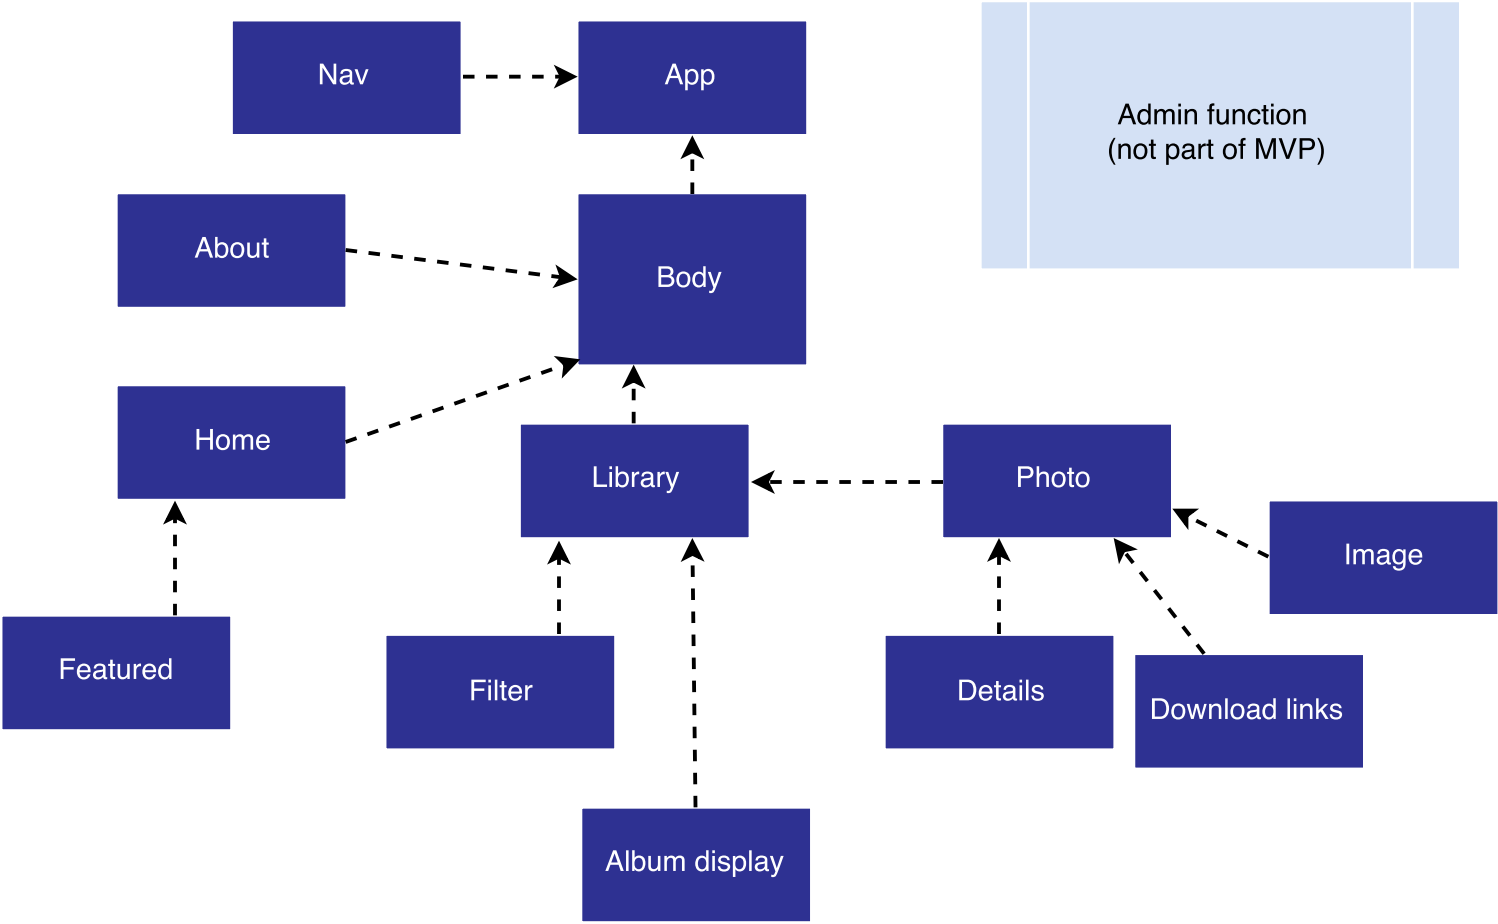 Nav
App
Admin function
(not part of MVP)
About
Body
Home
Library
Photo
Image
Featured
Filter
Details
Download links
Album display